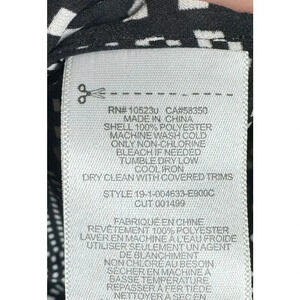 RN# 105230 CA#58350
MADE IN CHINA
SHELL 100% POLYESTER
MACHINE WASH COLD
ONLY NON-CHLORINE
BLEACH IF NEEDED
TUMBLE DRY LOW
COOL IRON
DRY CLEAN WITH COVERED TRIMS
STYLE 19-1-004633-E900C
CUT 001499
FABRIQUÉ EN CHINE
REVÊTEMENT 100% POLYESTER
LAVER EN MACHINE À L'EAU FROIDE
UTILISER SEULEMENT UN AGENT
DE BLANCHIMENT
NON CHLORÉ AU BESOIN
SÉCHER EN MACHINE À
BASSE TEMPÉRATURE
REPASSER À FER TIÈDE
NETTOYER À SEC EN